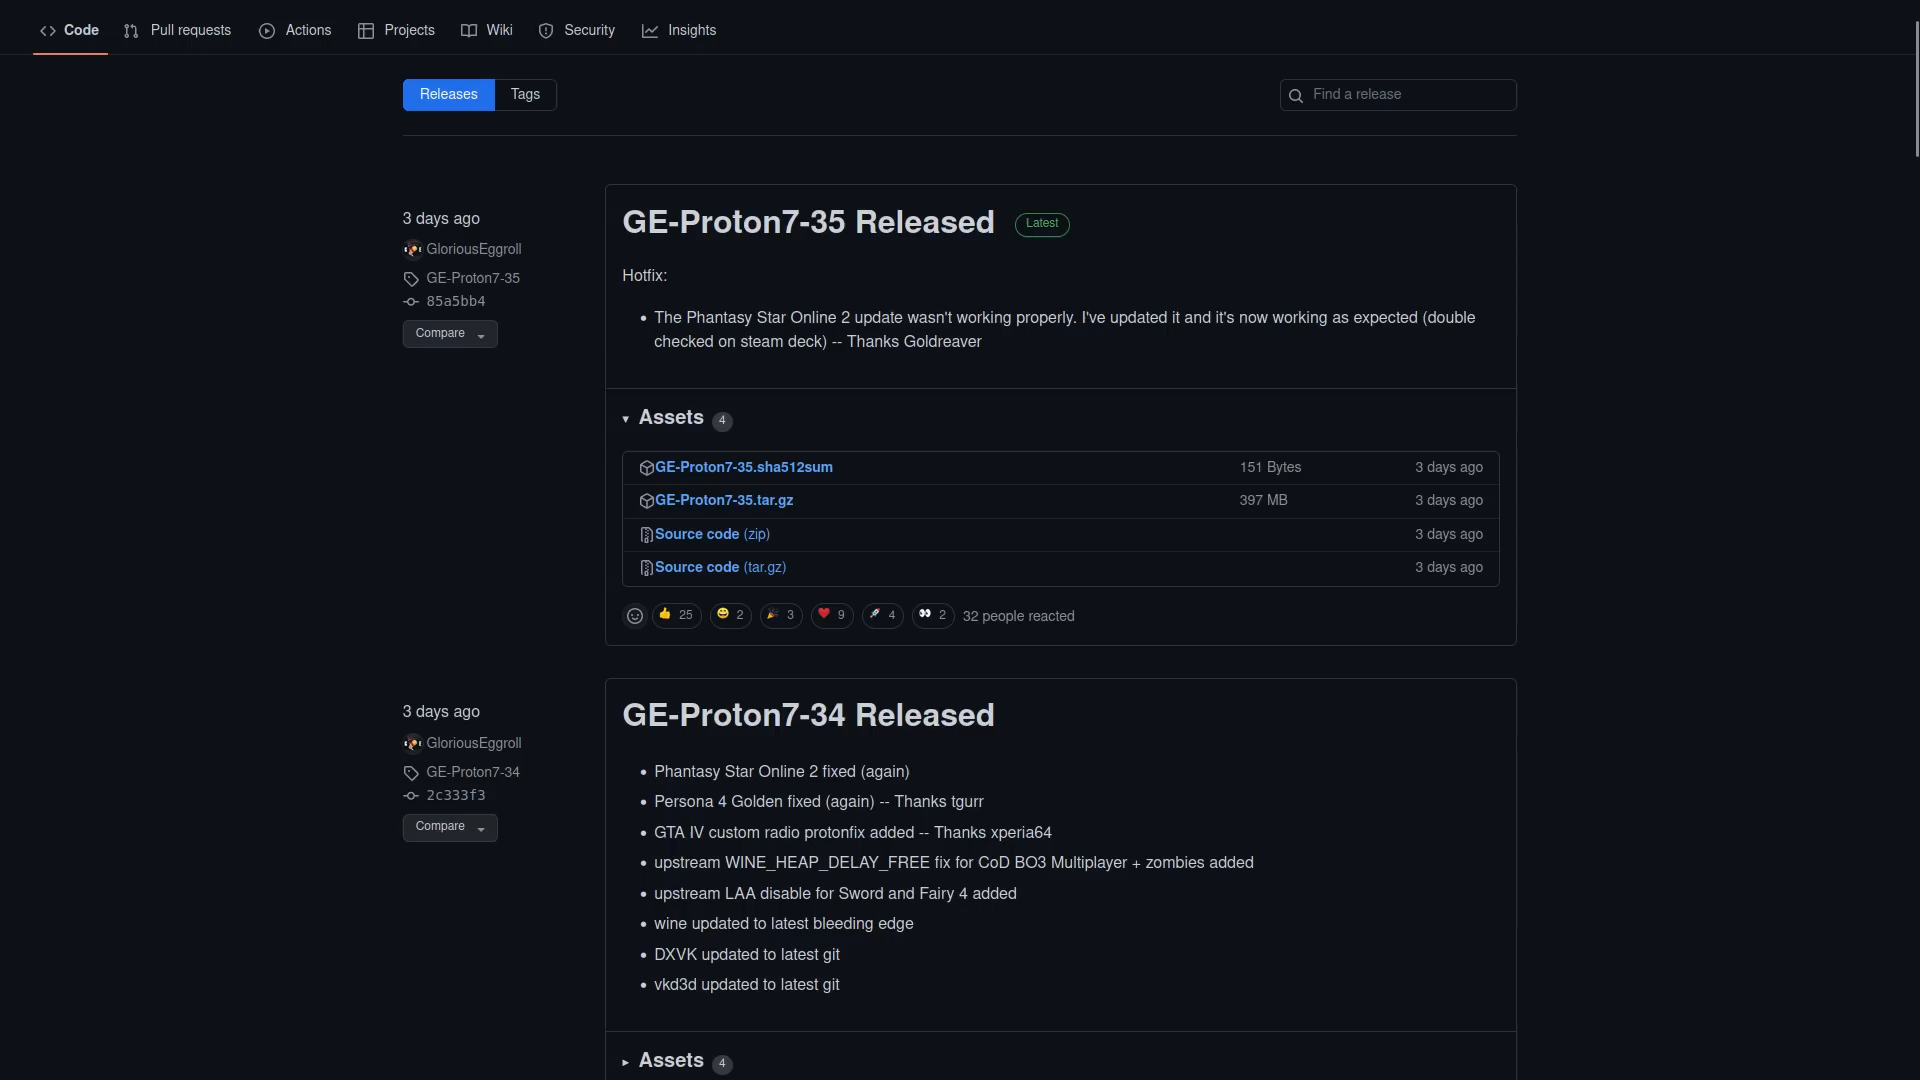 Code
Pull requests
Actions
Projects
Wiki
Security
Insights
Releases
Tags
Find a release
3 days ago
GloriousEggroll
GE-Proton7-35
85a5bb4
Compare
GE-Proton7-35 Released
Latest
Hotfix:
The Phantasy Star Online 2 update wasn't working properly. I've updated it and it's now working as expected (double
checked on steam deck) -- Thanks Goldreaver
Assets 4
GE-Proton7-35.sha512sum 151 Bytes 3 days ago
GE-Proton7-35.tar.gz 397 MB 3 days ago
Source code (zip) 3 days ago
Source code (tar.gz) 3 days ago
25 2 3 9 4 2 32 people reacted
3 days ago
GloriousEggroll
GE-Proton7-34
2c333f3
Compare
GE-Proton7-34 Released
Phantasy Star Online 2 fixed (again)
Persona 4 Golden fixed (again) -- Thanks tgurr
GTA IV custom radio protonfix added -- Thanks xperia64
upstream WINE_HEAP_DELAY_FREE fix for CoD BO3 Multiplayer + zombies added
upstream LAA disable for Sword and Fairy 4 added
wine updated to latest bleeding edge
DXVK updated to latest git
vkd3d updated to latest git
Assets 4